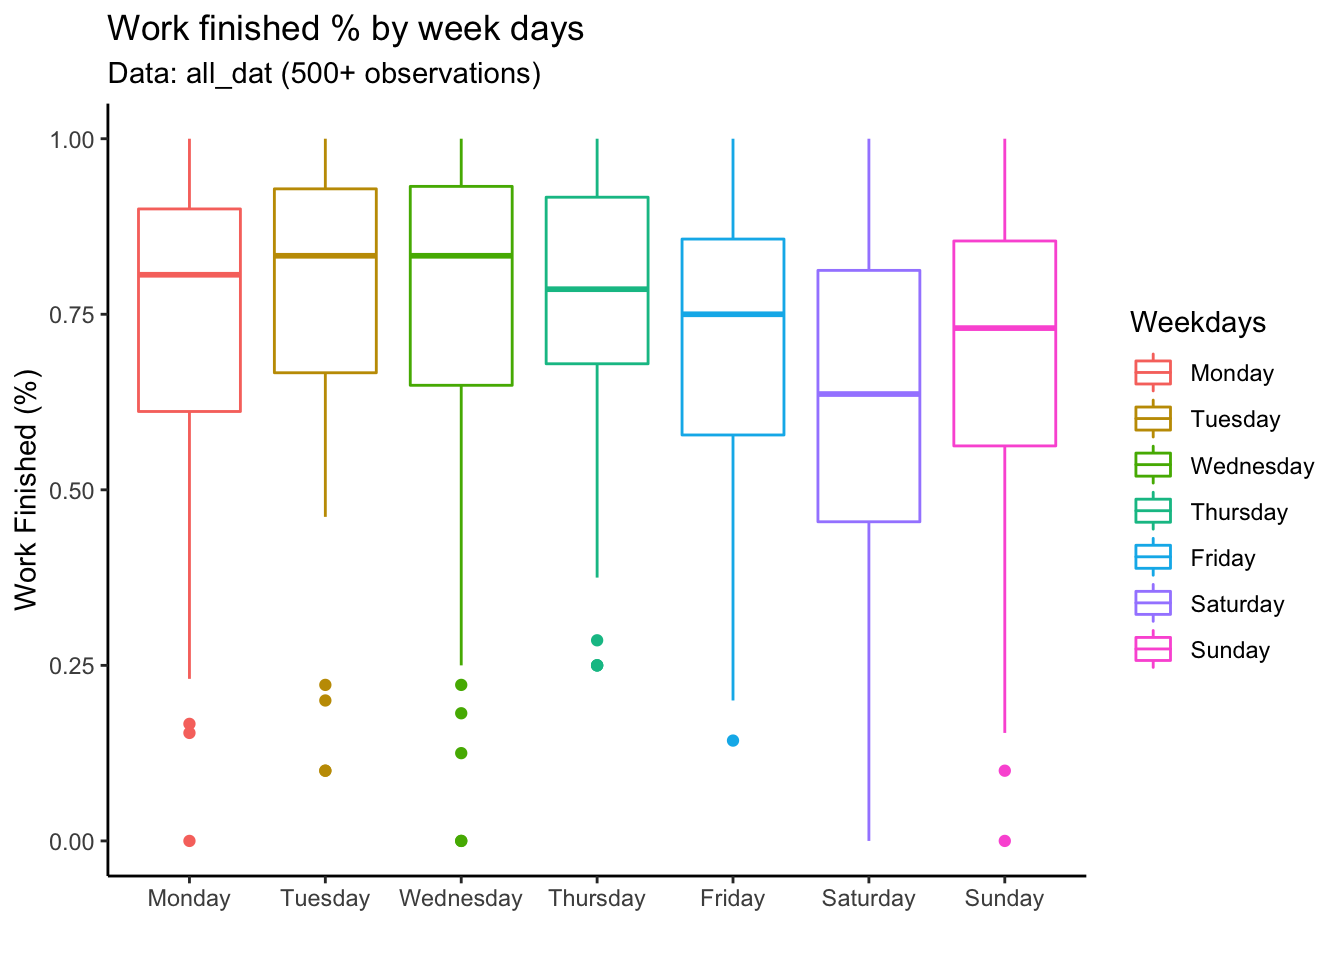 Work finished % by week days
Data: all_dat (500+ observations)
Work Finished (%)
1.00
0.75
0.50
0.25
0.00
Monday Tuesday Wednesday Thursday Friday Saturday Sunday
Weekdays
Monday
Tuesday
Wednesday
Thursday
Friday
Saturday
Sunday